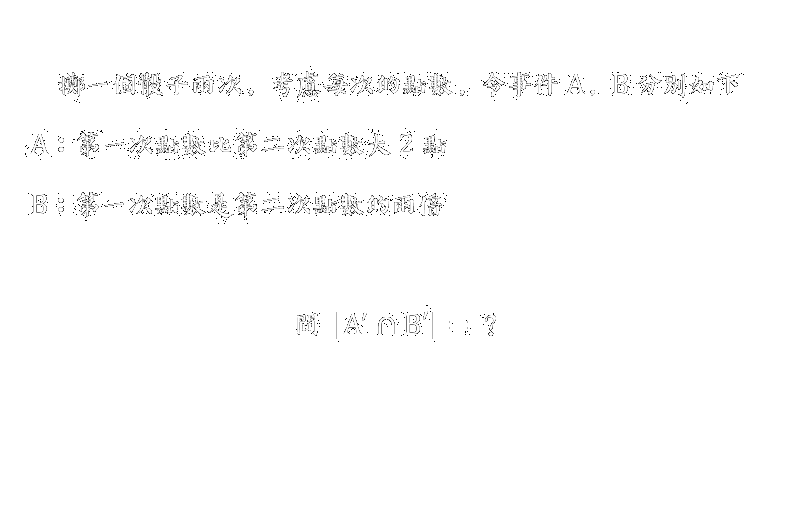 擲一個骰子兩次，考慮每次的點數。令事件 A、B 分別如下
A：第一次點數比第二次點數大 2 點
B：第一次點數是第二次點數的兩倍
問 |A′ ∩ B′| = ?